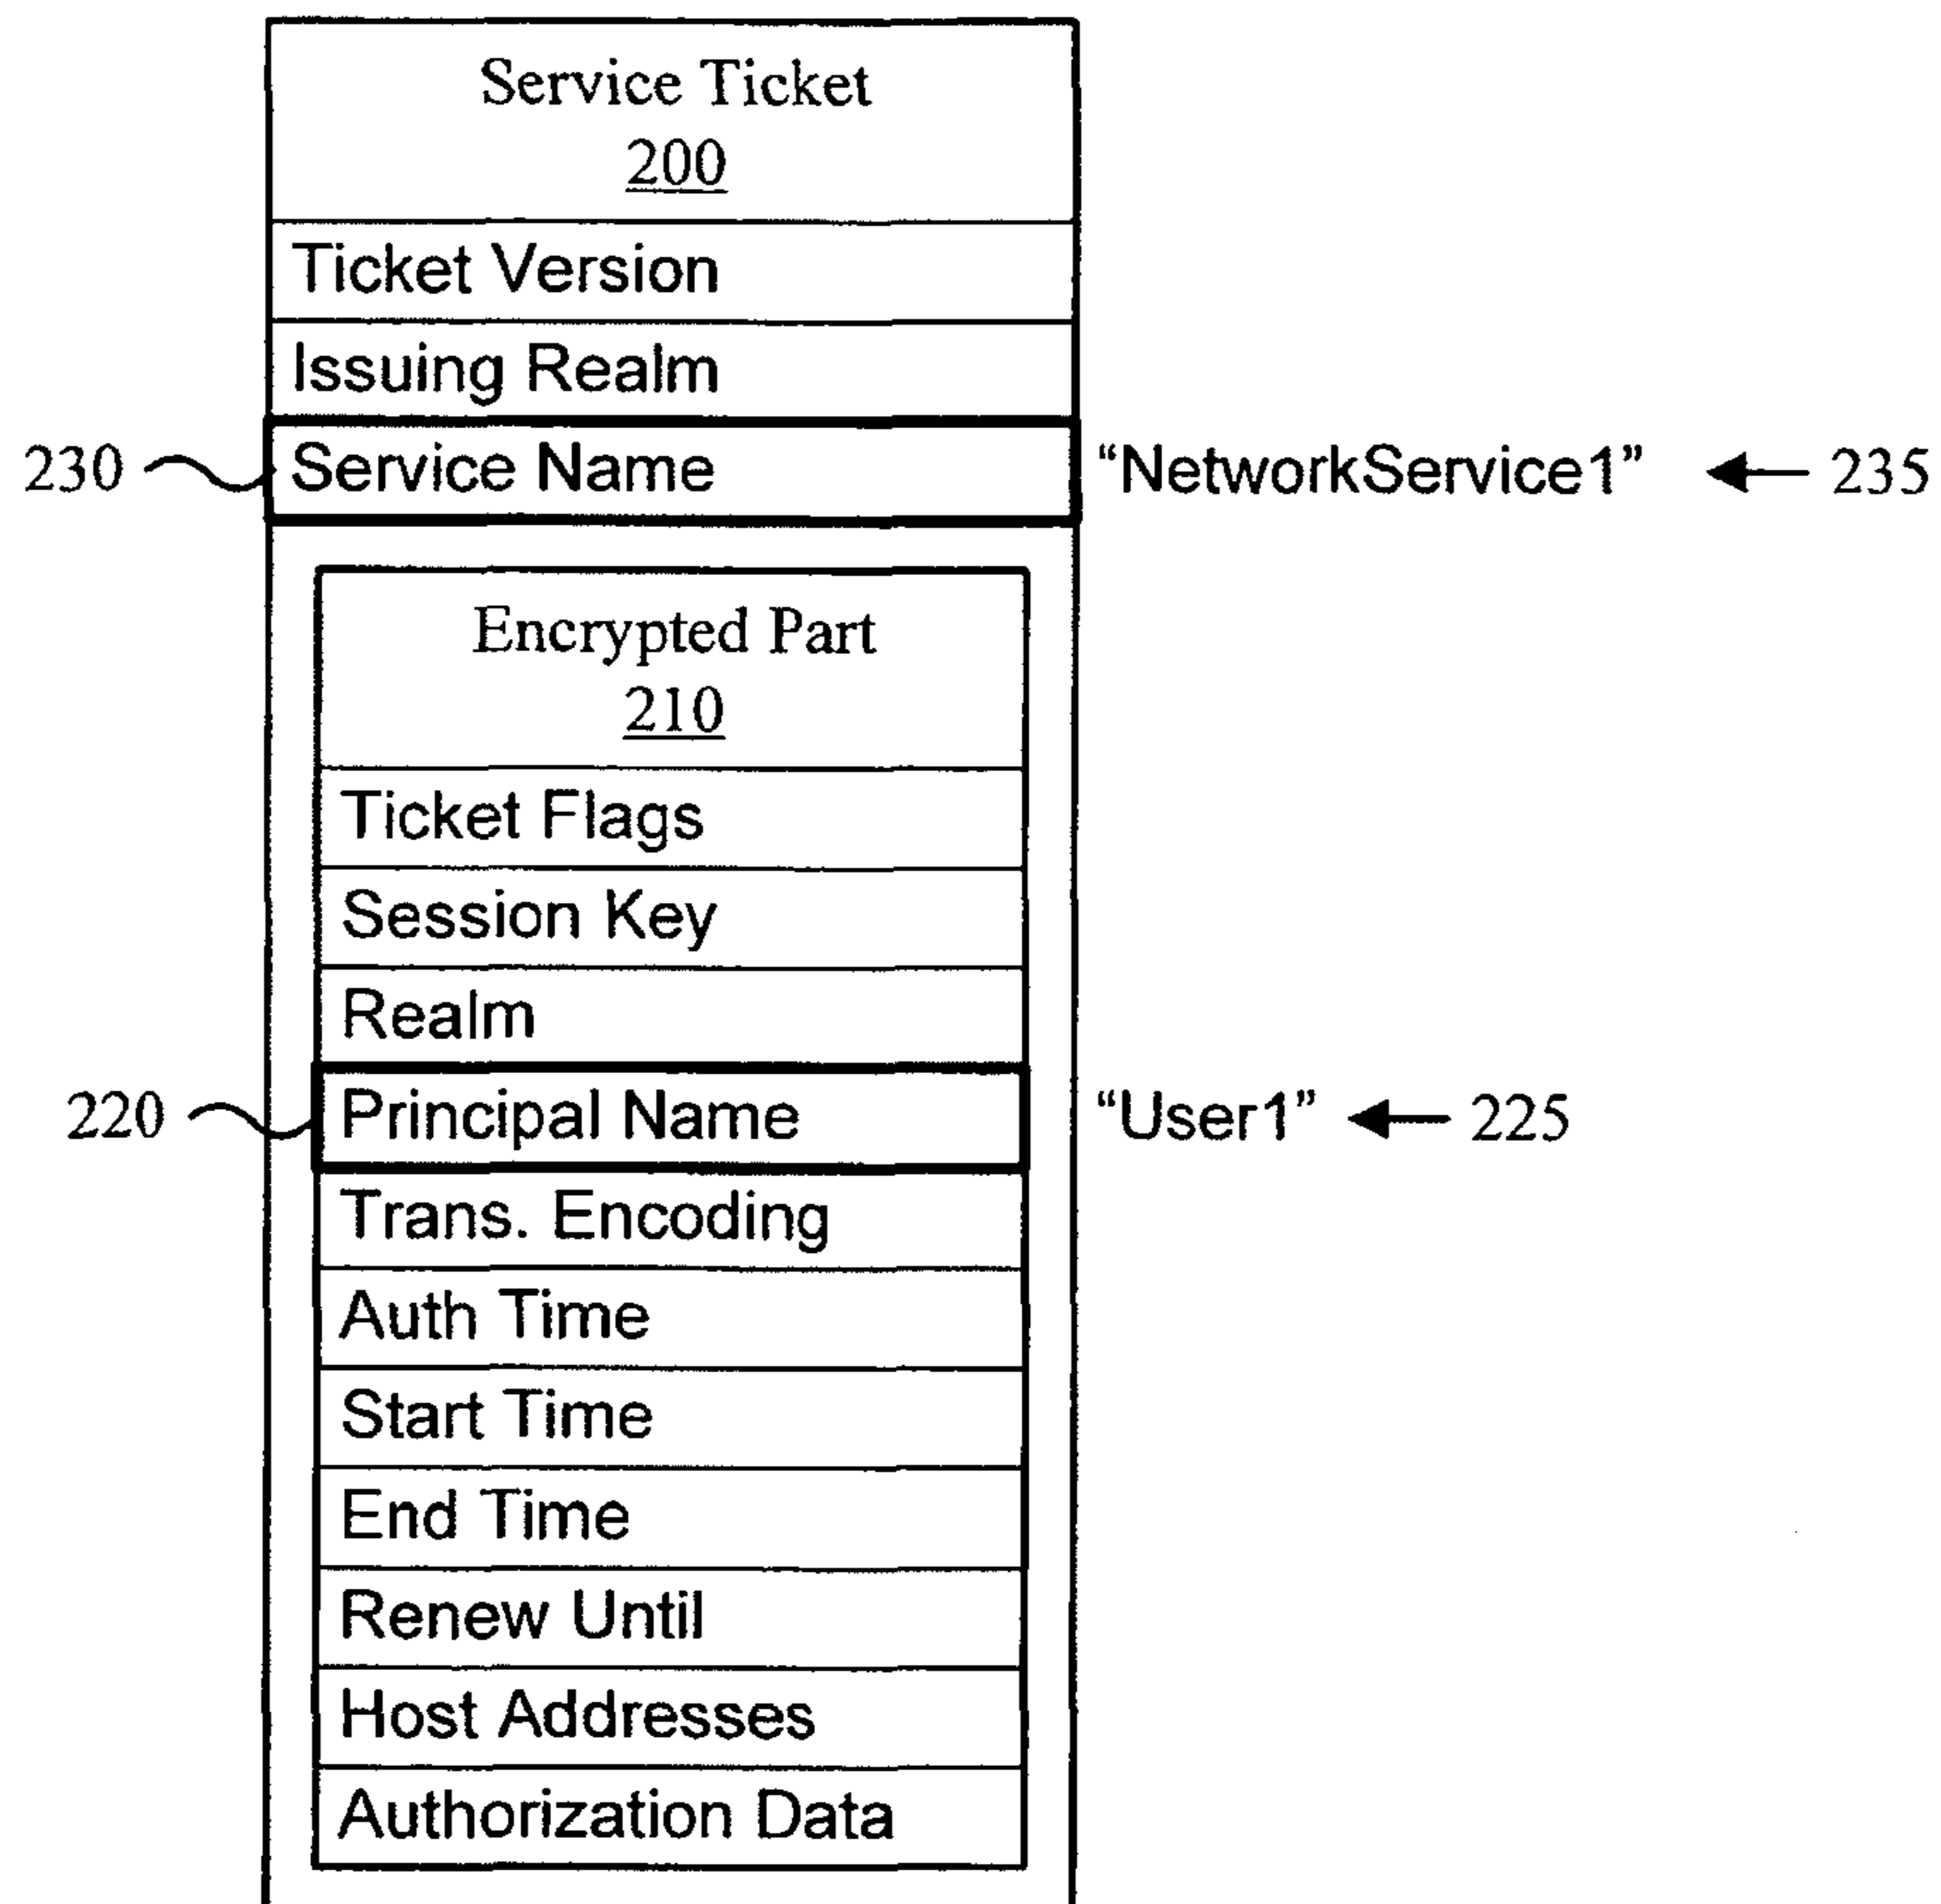 Service Ticket
200
Ticket Version
Issuing Realm
230 Service Name "NetworkService1" 235
Encrypted Part
210
Ticket Flags
Session Key
Realm
220 Principal Name "User1" 225
Trans. Encoding
Auth Time
Start Time
End Time
Renew Until
Host Addresses
Authorization Data